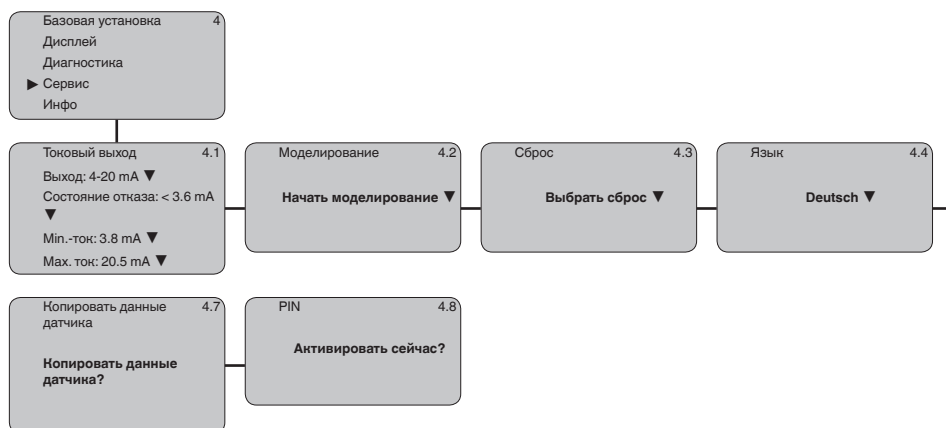 Базовая установка 4
Дисплей
Диагностика
▶ Сервис
Инфо
Токовый выход 4.1
Выход: 4-20 mA ▼
Состояние отказа: < 3.6 mA
▼
Min.-ток: 3.8 mA ▼
Max. ток: 20.5 mA ▼
Моделирование 4.2
Начать моделирование ▼
Сброс 4.3
Выбрать сброс ▼
Язык 4.4
Deutsch ▼
Копировать данные 4.7
датчика
Копировать данные
датчика?
PIN 4.8
Активировать сейчас?